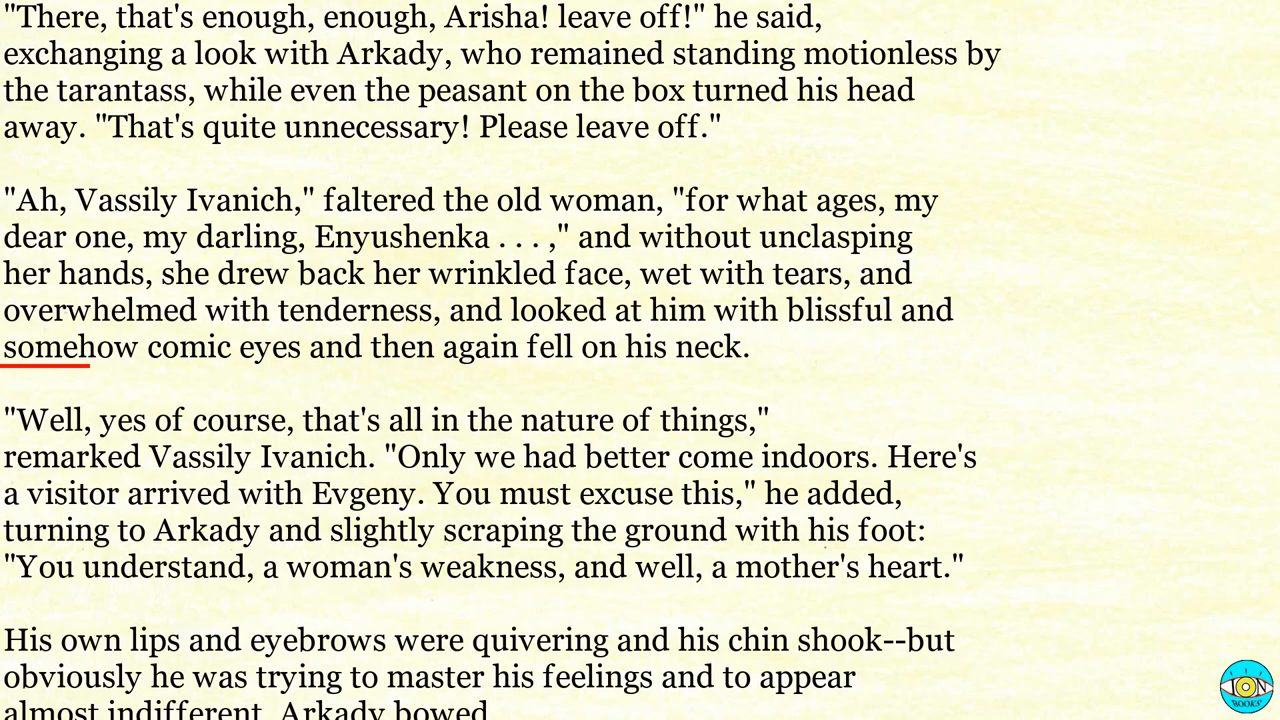 "There, that's enough, enough, Arisha! leave off!" he said,
exchanging a look with Arkady, who remained standing motionless by
the tarantass, while even the peasant on the box turned his head
away. "That's quite unnecessary! Please leave off."
"Ah, Vassily Ivanich," faltered the old woman, "for what ages, my
dear one, my darling, Enyushenka . . . ," and without unclasping
her hands, she drew back her wrinkled face, wet with tears, and
overwhelmed with tenderness, and looked at him with blissful and
somehow comic eyes and then again fell on his neck.
"Well, yes of course, that's all in the nature of things,"
remarked Vassily Ivanich. "Only we had better come indoors. Here's
a visitor arrived with Evgeny. You must excuse this," he added,
turning to Arkady and slightly scraping the ground with his foot:
"You understand, a woman's weakness, and well, a mother's heart."
His own lips and eyebrows were quivering and his chin shook--but
obviously he was trying to master his feelings and to appear
almost indifferent. Arkady bowed.
ION
BOOKS